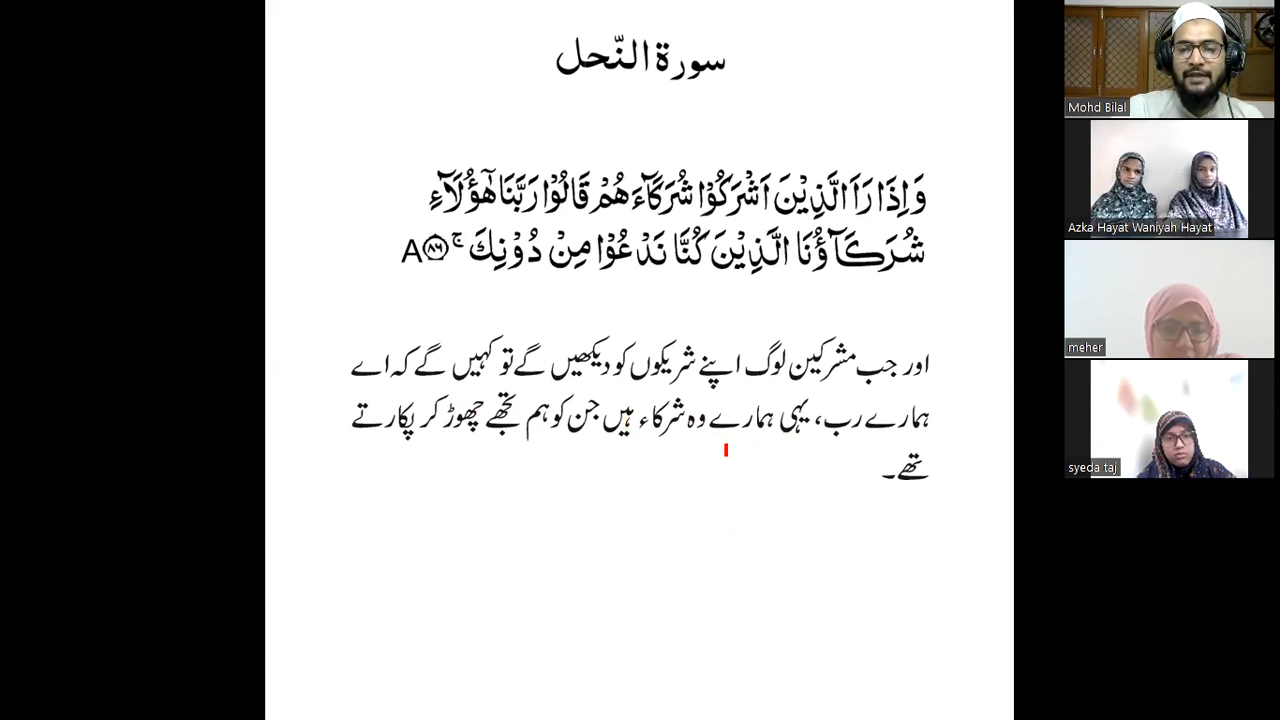 سورة النّحل
وَاِذَا رَاَ الَّذِيْنَ اَشْرَكُوْا شُرَكَآءَهُمْ قَالُوْا رَبَّنَا هٰٓؤُلَآءِ
شُرَكَآؤُنَا الَّذِيْنَ كُنَّا نَدْعُوْا مِنْ دُوْنِكَ ۚ ۝۸۶ A
اور جب مشرکین لوگ اپنے شریکوں کو دیکھیں گے تو کہیں گے کہ اے
ہمارے رب، یہی ہمارے وہ شرکاء ہیں جن کو ہم تجھے چھوڑ کر پکارتے
تھے۔
Mohd Bilal
Azka Hayat Waniyah Hayat
meher
syeda taj